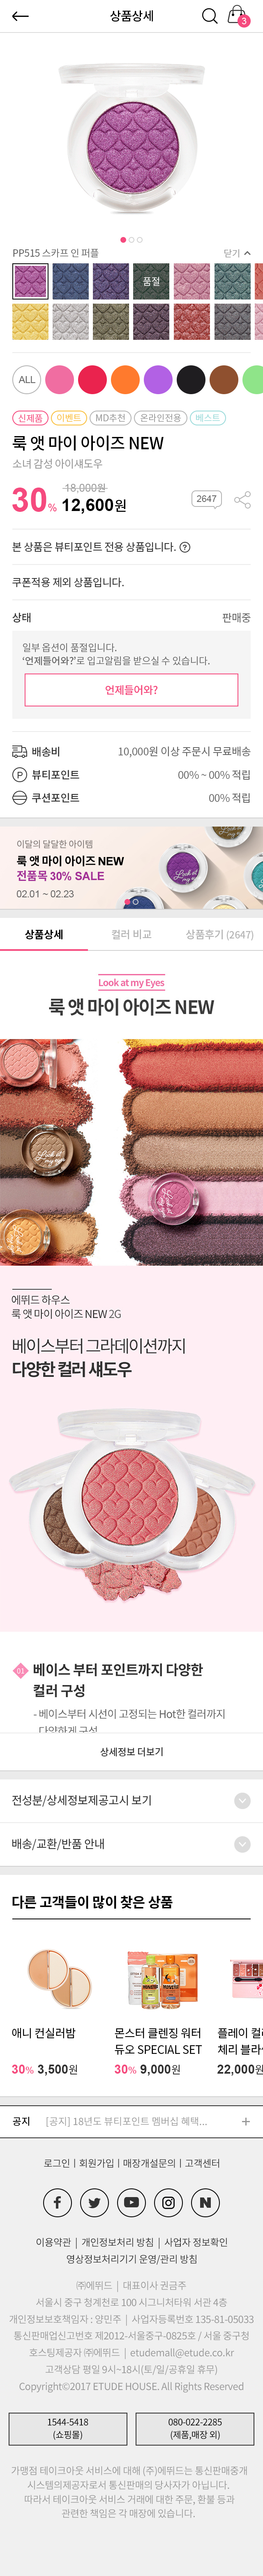 상품상세
3
PP515 스카프 인 퍼플
닫기
품절
ALL
신제품 이벤트 MD추천 온라인전용 베스트
룩 앳 마이 아이즈 NEW
소녀 감성 아이섀도우
30% 18,000원 12,600원
2647
본 상품은 뷰티포인트 전용 상품입니다. ?
쿠폰적용 제외 상품입니다.
상태 판매중
일부 옵션이 품절입니다.
‘언제들어와?’로 입고알림을 받으실 수 있습니다.
언제들어와?
배송비 10,000원 이상 주문시 무료배송
P 뷰티포인트 00% ~ 00% 적립
쿠션포인트 00% 적립
이달의 달달한 아이템
룩 앳 마이 아이즈 NEW
전품목 30% SALE
02.01 ~ 02.23
상품상세 컬러 비교 상품후기 (2647)
Look at my Eyes
룩 앳 마이 아이즈 NEW
에뛰드 하우스
룩 앳 마이 아이즈 NEW 2G
베이스부터 그라데이션까지
다양한 컬러 섀도우
01 베이스 부터 포인트까지 다양한
컬러 구성
- 베이스부터 시선이 고정되는 Hot한 컬러까지
다양하게 구성
상세정보 더보기
전성분/상세정보제공고시 보기
배송/교환/반품 안내
다른 고객들이 많이 찾은 상품
애니 컨실러밤
30% 3,500원
몬스터 클렌징 워터
듀오 SPECIAL SET
30% 9,000원
플레이 컬러
체리 블라
22,000원
공지 [공지] 18년도 뷰티포인트 멤버십 혜택... +
로그인 | 회원가입 | 매장개설문의 | 고객센터
이용약관 | 개인정보처리 방침 | 사업자 정보확인
영상정보처리기기 운영/관리 방침
㈜에뛰드 | 대표이사 권금주
서울시 중구 청계천로 100 시그니처타워 서관 4층
개인정보보호책임자 : 양민주 | 사업자등록번호 135-81-05033
통신판매업신고번호 제2012-서울중구-0825호 / 서울 중구청
호스팅제공자 ㈜에뛰드 | etudemall@etude.co.kr
고객상담 평일 9시~18시(토/일/공휴일 휴무)
Copyright©2017 ETUDE HOUSE. All Rights Reserved
1544-5418
(쇼핑몰)
080-022-2285
(제품,매장 외)
가맹점 테이크아웃 서비스에 대해 (주)에뛰드는 통신판매중개
시스템의제공자로서 통신판매의 당사자가 아닙니다.
따라서 테이크아웃 서비스 거래에 대한 주문, 환불 등과
관련한 책임은 각 매장에 있습니다.